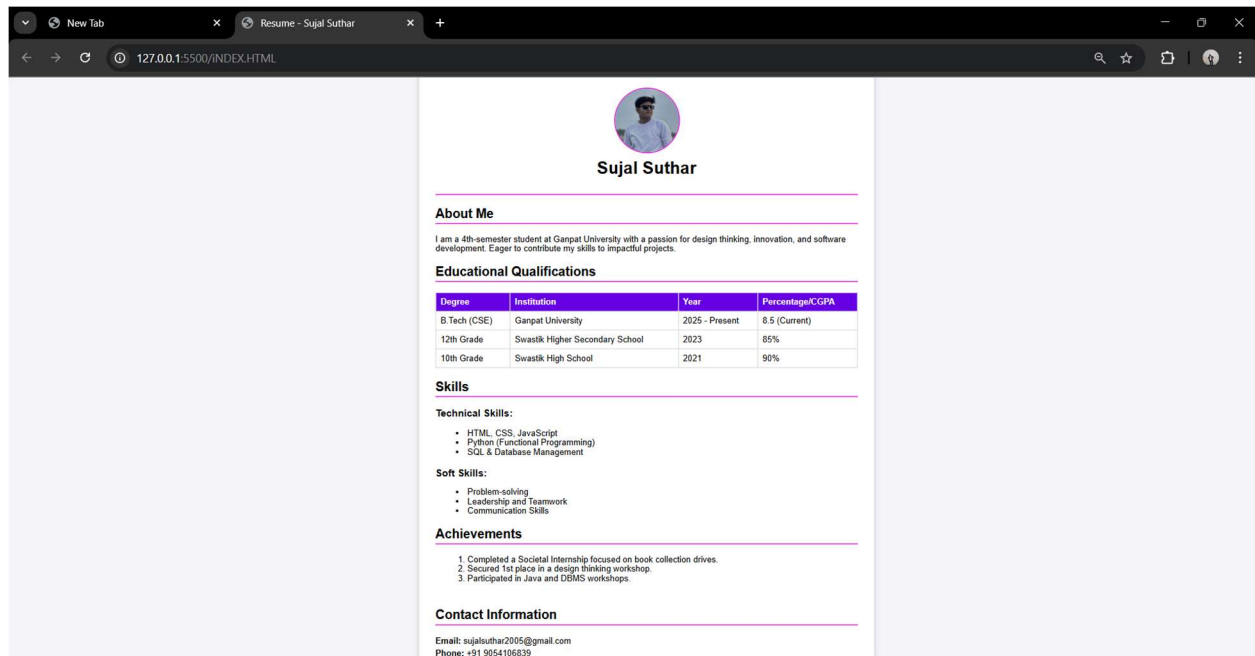 New Tab
Resume - Sujal Suthar
127.0.0.1:5500/iNDEX.HTML
Sujal Suthar
About Me
I am a 4th-semester student at Ganpat University with a passion for design thinking, innovation, and software
development. Eager to contribute my skills to impactful projects.
Educational Qualifications
Degree Institution Year Percentage/CGPA
B.Tech (CSE) Ganpat University 2025 - Present 8.5 (Current)
12th Grade Swastik Higher Secondary School 2023 85%
10th Grade Swastik High School 2021 90%
Skills
Technical Skills:
• HTML, CSS, JavaScript
• Python (Functional Programming)
• SQL & Database Management
Soft Skills:
• Problem-solving
• Leadership and Teamwork
• Communication Skills
Achievements
1. Completed a Societal Internship focused on book collection drives.
2. Secured 1st place in a design thinking workshop.
3. Participated in Java and DBMS workshops.
Contact Information
Email: sujalsuthar2005@gmail.com
Phone: +91 9054106839